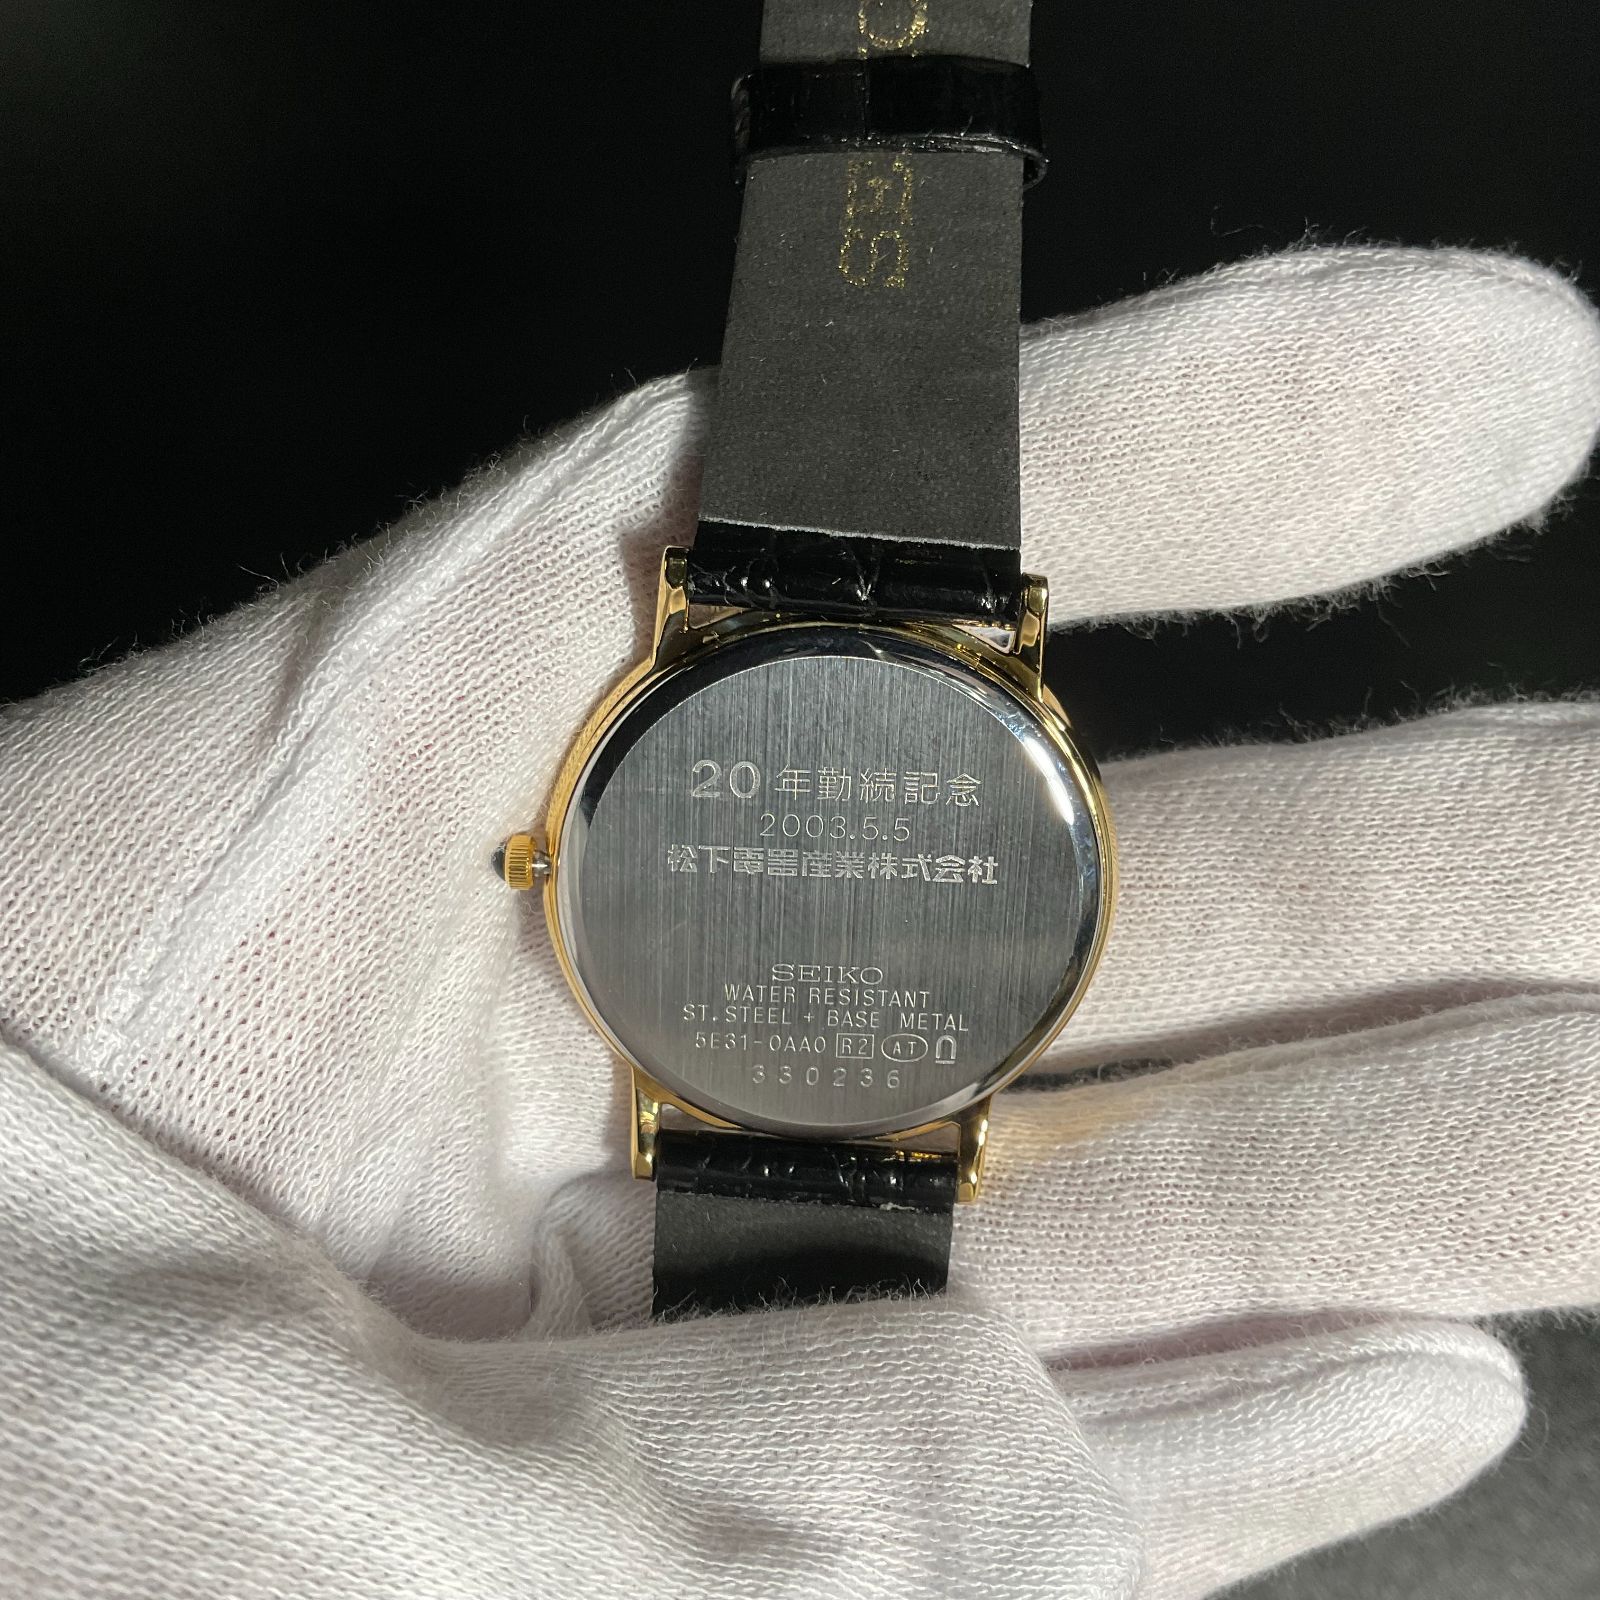 20年勤続記念
2003.5.5
松下電器産業株式会社
SEIKO
WATER RESISTANT
ST.STEEL + BASE METAL
5E31-0AA0 R2 AT
330236